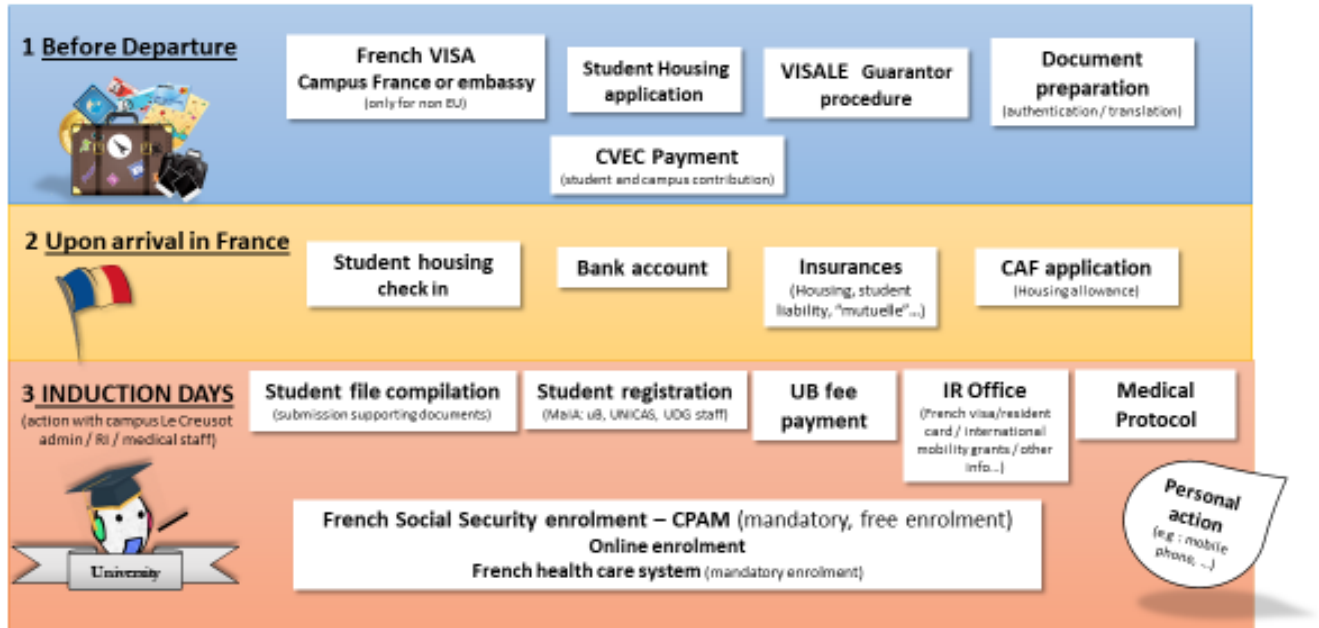 1 Before Departure
French VISA
Campus France or embassy
(only for non EU)
Student Housing
application
VISALE Guarantor
procedure
Document
preparation
(authentication / translation)
CVEC Payment
(student and campus contribution)
2 Upon arrival in France
Student housing
check in
Bank account
Insurances
(Housing, student
liability, "mutuelle"...)
CAF application
(Housing allowance)
3 INDUCTION DAYS
(action with campus Le Creusot
admin / RI / medical staff)
Student file compilation
(submission supporting documents)
Student registration
(MaIA: uB, UNICAS, UDG staff)
UB fee
payment
IR Office
(French visa/resident
card / international
mobility grants / other
info...)
Medical
Protocol
University
French Social Security enrolment – CPAM (mandatory, free enrolment)
Online enrolment
French health care system (mandatory enrolment)
Personal
action
(e.g : mobile
phone, ...)